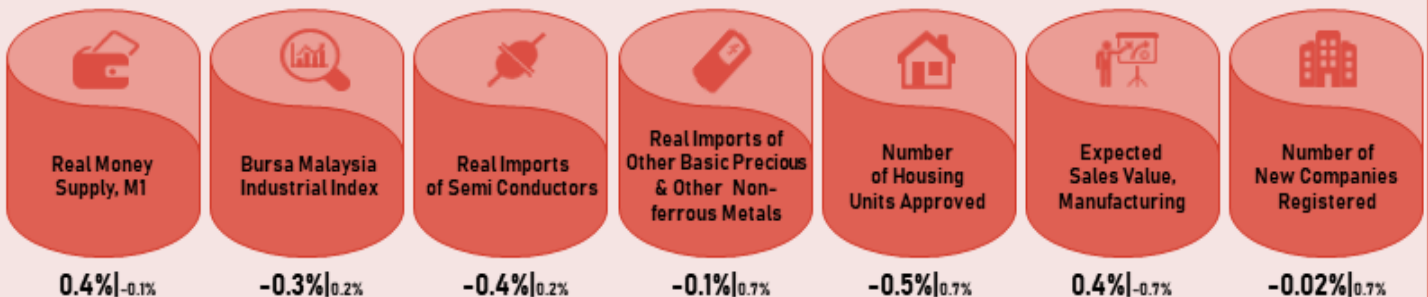 Real Money
Supply, M1
Bursa Malaysia
Industrial Index
Real Imports
of Semi Conductors
Real Imports of
Other Basic Precious
& Other Non-
ferrous Metals
Number
of Housing
Units Approved
Expected
Sales Value,
Manufacturing
Number of
New Companies
Registered
0.4%|-0.1%
-0.3%|0.2%
-0.4%|0.2%
-0.1%|0.7%
-0.5%|0.7%
0.4%|-0.7%
-0.02%|0.7%